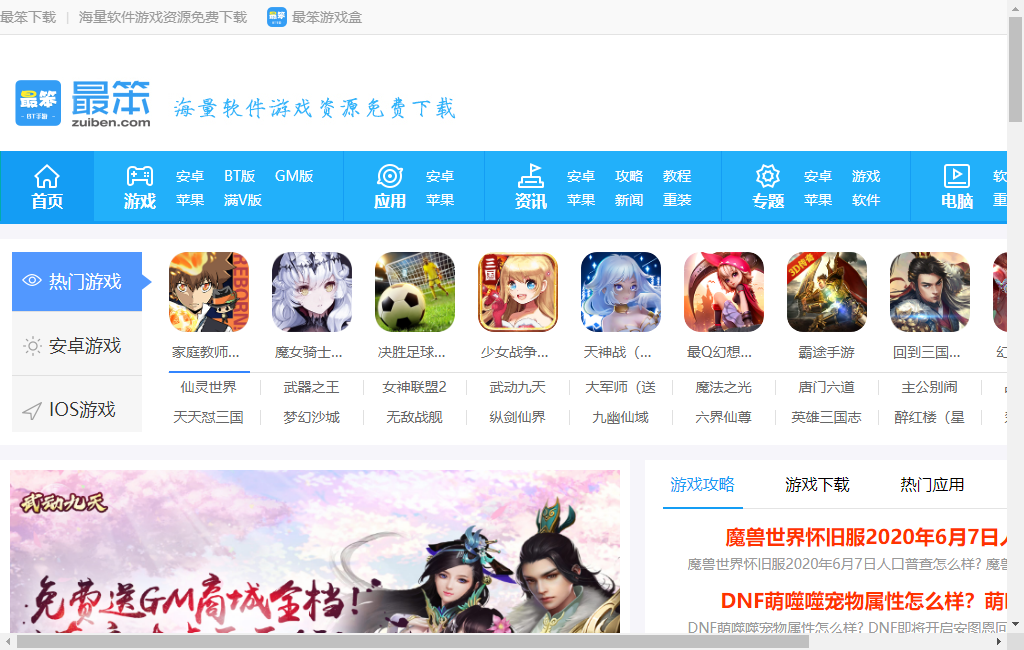 最笨下载 | 海量软件游戏资源免费下载 最笨 最笨游戏盒
最笨 -BT手游- 最笨 zuiben.com 海量软件游戏资源免费下载
首页
游戏 安卓 BT版 GM版
苹果 满V版
应用 安卓
苹果
资讯 安卓 攻略 教程
苹果 新闻 重装
专题 安卓 游戏
苹果 软件
电脑 软
重
热门游戏
安卓游戏
IOS游戏
REBORN
三国
3D传奇
家庭教师... 魔女骑士... 决胜足球... 少女战争... 天神战（... 最Q幻想... 霸途手游 回到三国... 幻
仙灵世界 武器之王 女神联盟2 武动九天 大军师（送 魔法之光 唐门六道 主公别闹
天天怼三国 梦幻沙城 无敌战舰 纵剑仙界 九幽仙域 六界仙尊 英雄三国志 醉红楼（星
武动九天
免费送GM商城全档！
游戏攻略 游戏下载 热门应用
魔兽世界怀旧服2020年6月7日人
魔兽世界怀旧服2020年6月7日人口普查怎么样? 魔兽
DNF萌噬噬宠物属性怎么样？萌噬
DNF萌噬噬宠物属性怎么样? DNF即将开启安图恩回